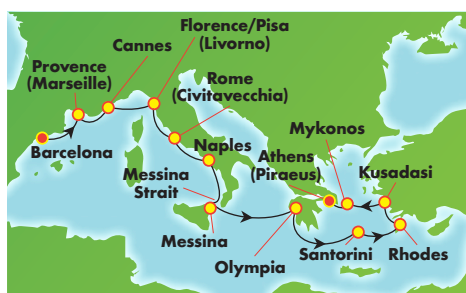 Florence/Pisa
(Livorno)
Cannes
Provence
(Marseille)
Rome
(Civitavecchia)
Barcelona
Naples
Mykonos
Athens
(Piraeus)
Kusadasi
Messina
Strait
Messina
Olympia
Santorini
Rhodes